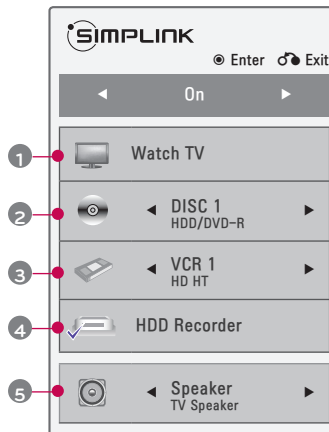 SIMPLINK
◉ Enter Exit
◀ On ▶
1 Watch TV
2 ◀ DISC 1 ▶
HDD/DVD-R
3 ◀ VCR 1 ▶
HD HT
4 HDD Recorder
5 ◀ Speaker ▶
TV Speaker